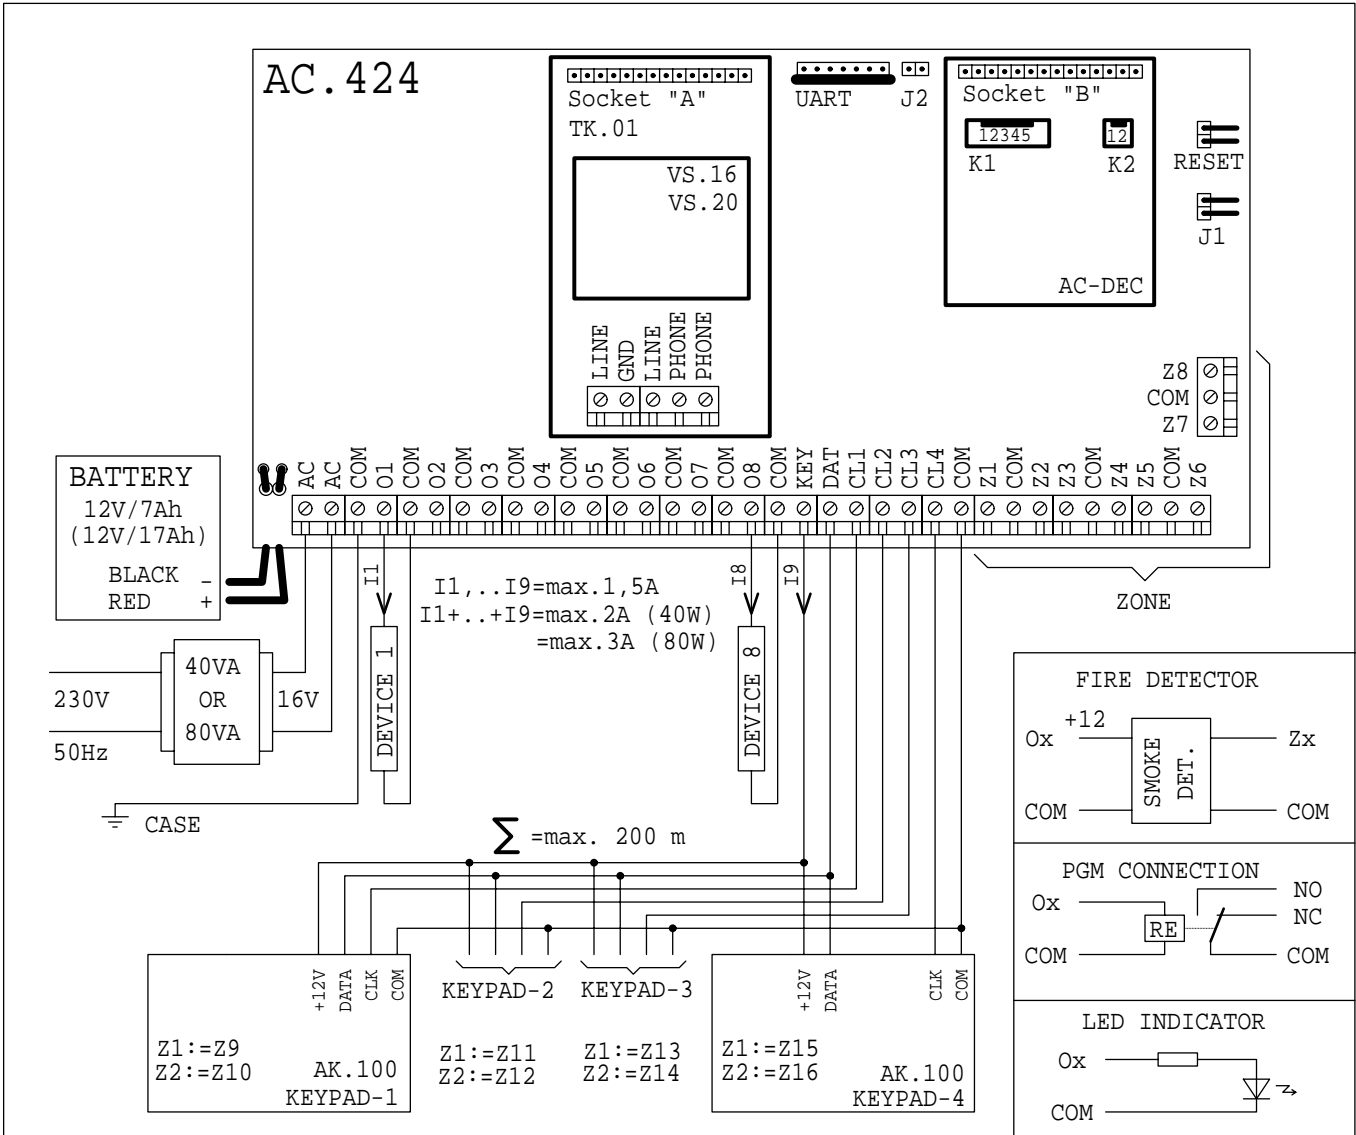 AC.424
Socket "A"
TK.01
VS.16
VS.20
LINE
GND
LINE
PHONE
PHONE
UART
J2
Socket "B"
12345
12
K1
K2
AC-DEC
RESET
J1
Z8
COM
Z7
BATTERY
12V/7Ah
(12V/17Ah)
BLACK -
RED +
AC
AC
COM
O1
COM
O2
COM
O3
COM
O4
COM
O5
COM
O6
COM
O7
COM
O8
COM
KEY
DAT
CL1
CL2
CL3
CL4
COM
Z1
COM
Z2
Z3
COM
Z4
Z5
COM
Z6
ZONE
I1
I8
I9
I1,..I9=max.1,5A
I1+..+I9=max.2A (40W)
=max.3A (80W)
DEVICE 1
DEVICE 8
230V
50Hz
40VA
OR
80VA
16V
CASE
∑ =max. 200 m
+12V
DATA
CLK
COM
Z1:=Z9
Z2:=Z10
AK.100
KEYPAD-1
KEYPAD-2
Z1:=Z11
Z2:=Z12
KEYPAD-3
Z1:=Z13
Z2:=Z14
+12V
DATA
CLK
COM
Z1:=Z15
Z2:=Z16
AK.100
KEYPAD-4
FIRE DETECTOR
Ox
+12
SMOKE
DET.
Zx
COM
COM
PGM CONNECTION
Ox
RE
NO
NC
COM
COM
LED INDICATOR
Ox
COM